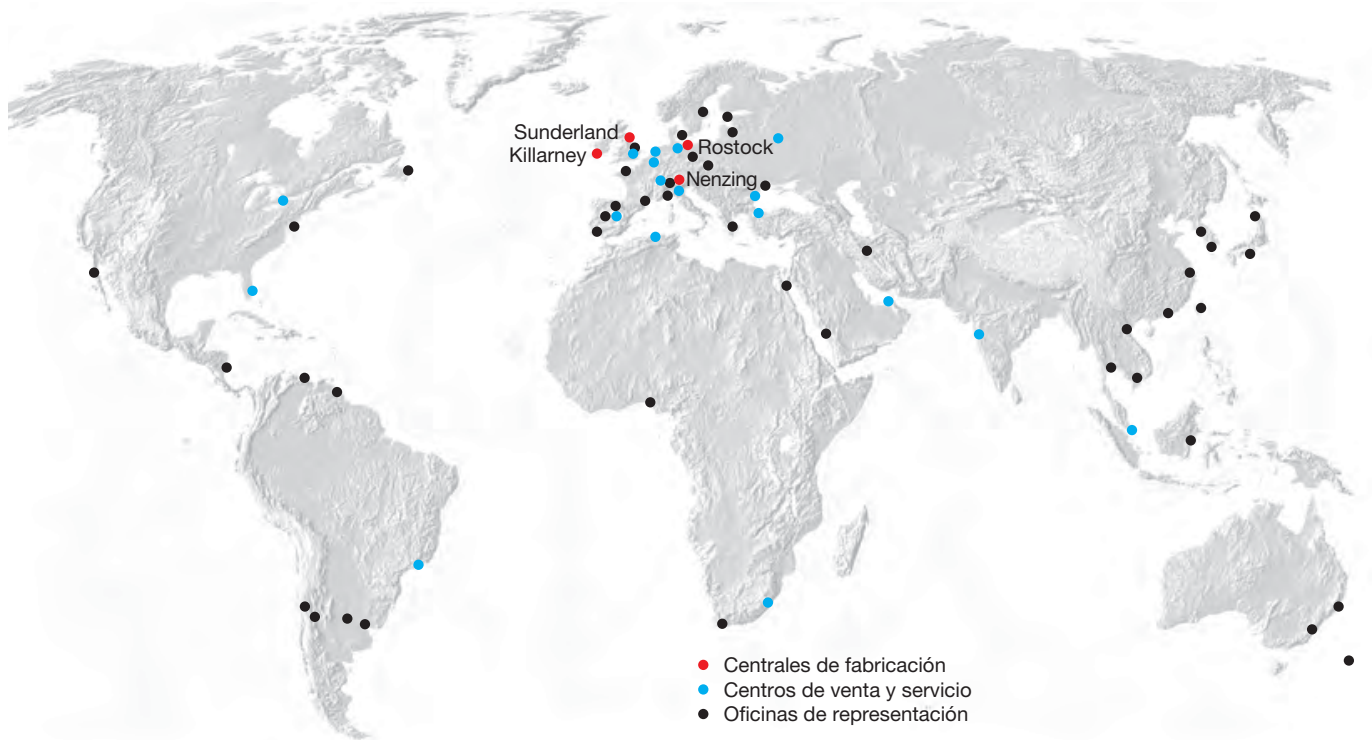 Sunderland
Killarney
Rostock
Nenzing
Centrales de fabricación
Centros de venta y servicio
Oficinas de representación